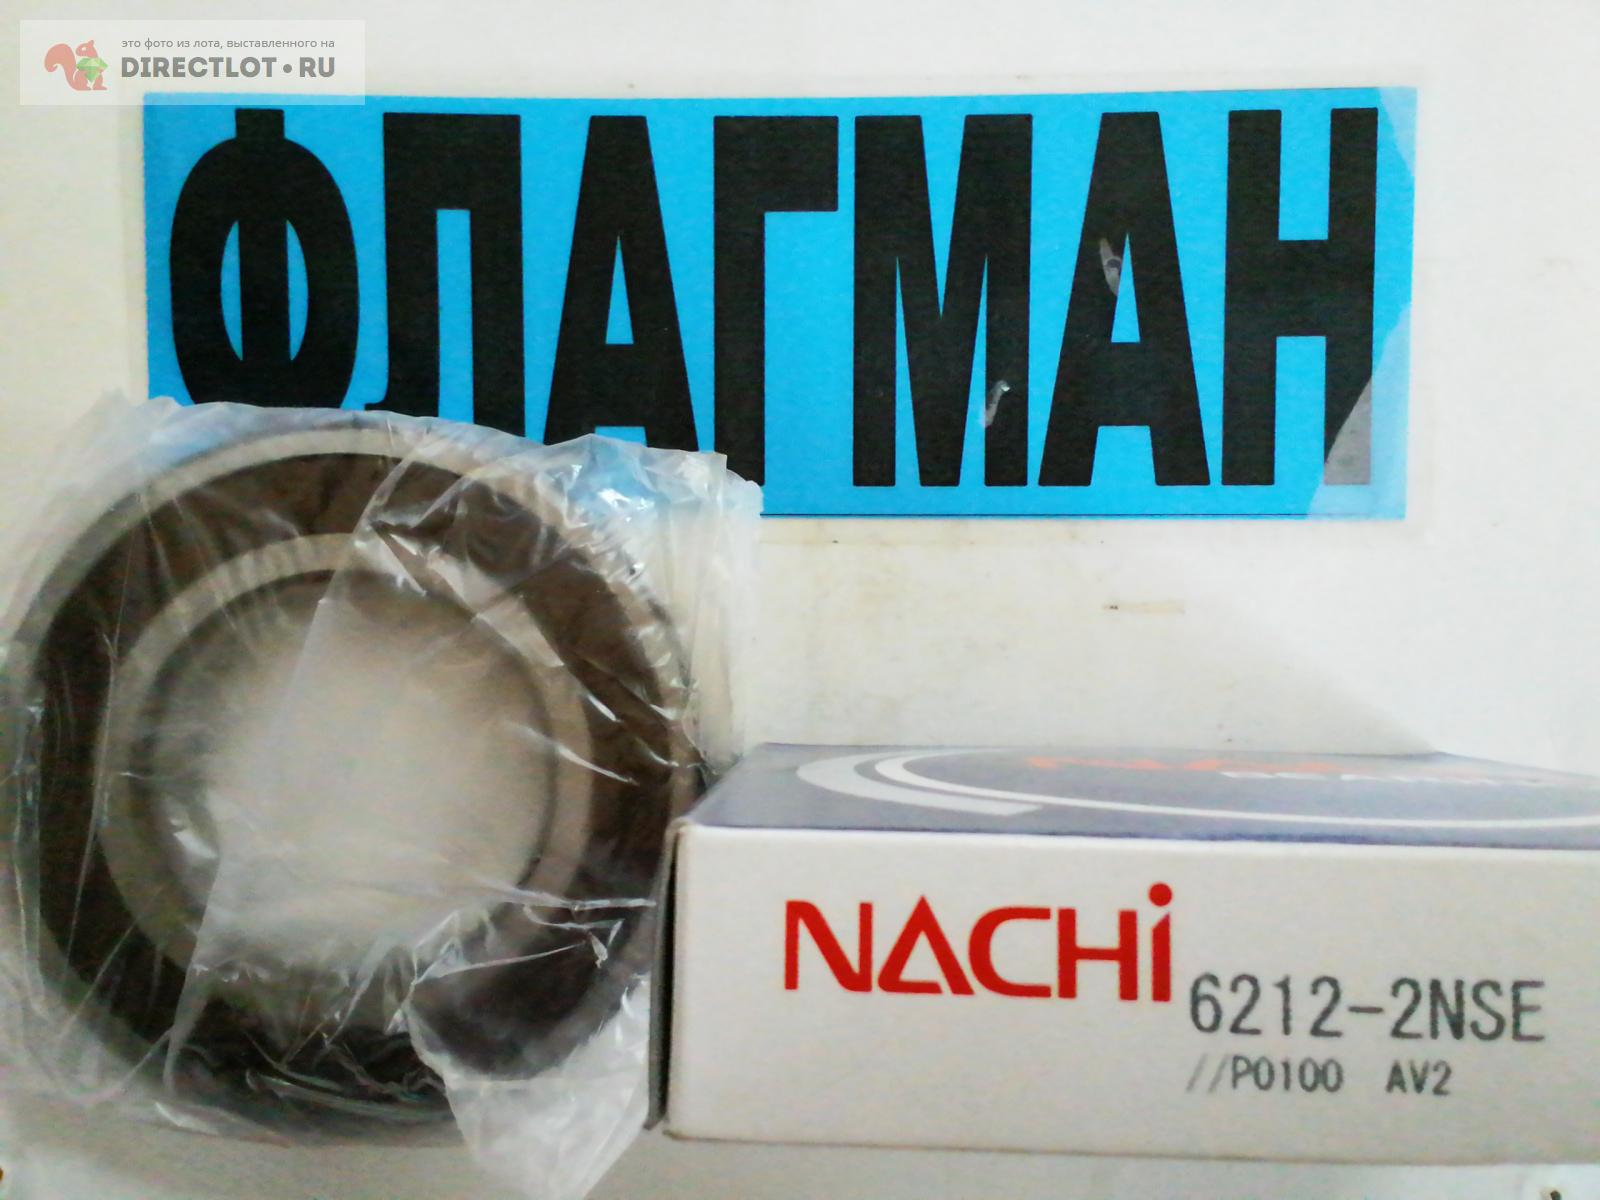 это фото из лота, выставленного на
DIRECTLOT•RU
ФЛАГМАН
NACHi
6212-2NSE
//P0100 AV2